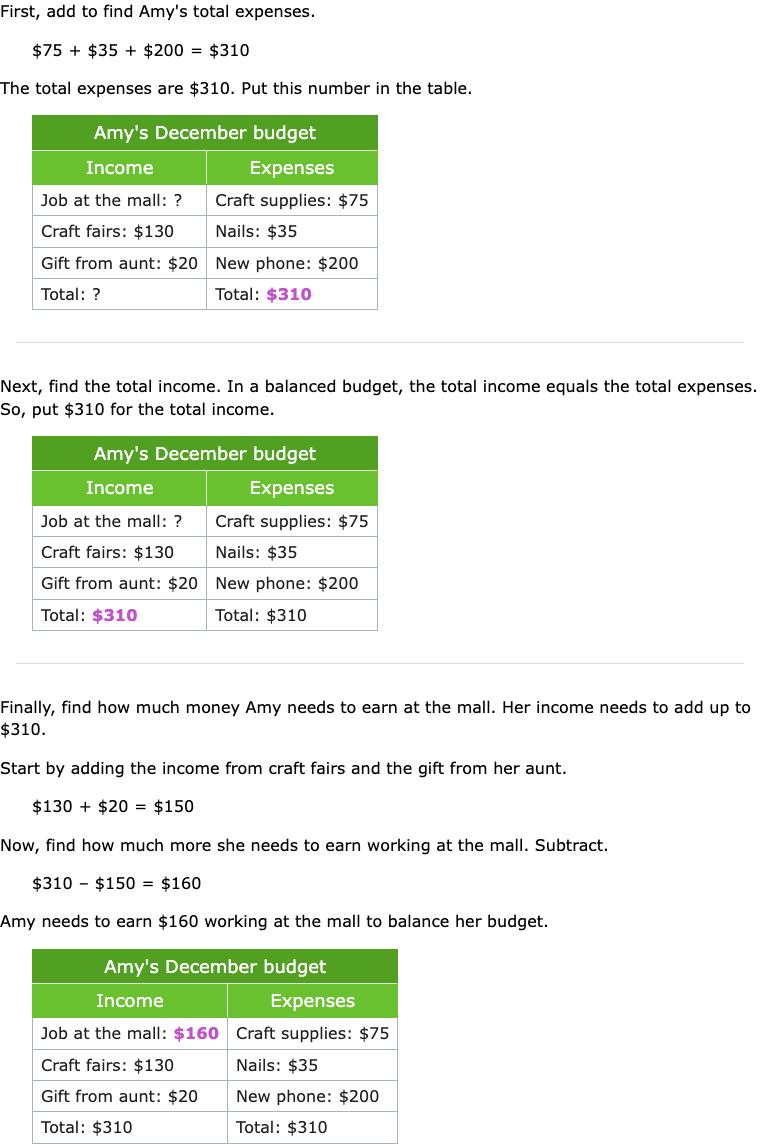 First, add to find Amy's total expenses.
$75 + $35 + $200 = $310
The total expenses are $310. Put this number in the table.
Amy's December budget
Income Expenses
Job at the mall: ? Craft supplies: $75
Craft fairs: $130 Nails: $35
Gift from aunt: $20 New phone: $200
Total: ? Total: $310
Next, find the total income. In a balanced budget, the total income equals the total expenses.
So, put $310 for the total income.
Amy's December budget
Income Expenses
Job at the mall: ? Craft supplies: $75
Craft fairs: $130 Nails: $35
Gift from aunt: $20 New phone: $200
Total: $310 Total: $310
Finally, find how much money Amy needs to earn at the mall. Her income needs to add up to
$310.
Start by adding the income from craft fairs and the gift from her aunt.
$130 + $20 = $150
Now, find how much more she needs to earn working at the mall. Subtract.
$310 – $150 = $160
Amy needs to earn $160 working at the mall to balance her budget.
Amy's December budget
Income Expenses
Job at the mall: $160 Craft supplies: $75
Craft fairs: $130 Nails: $35
Gift from aunt: $20 New phone: $200
Total: $310 Total: $310